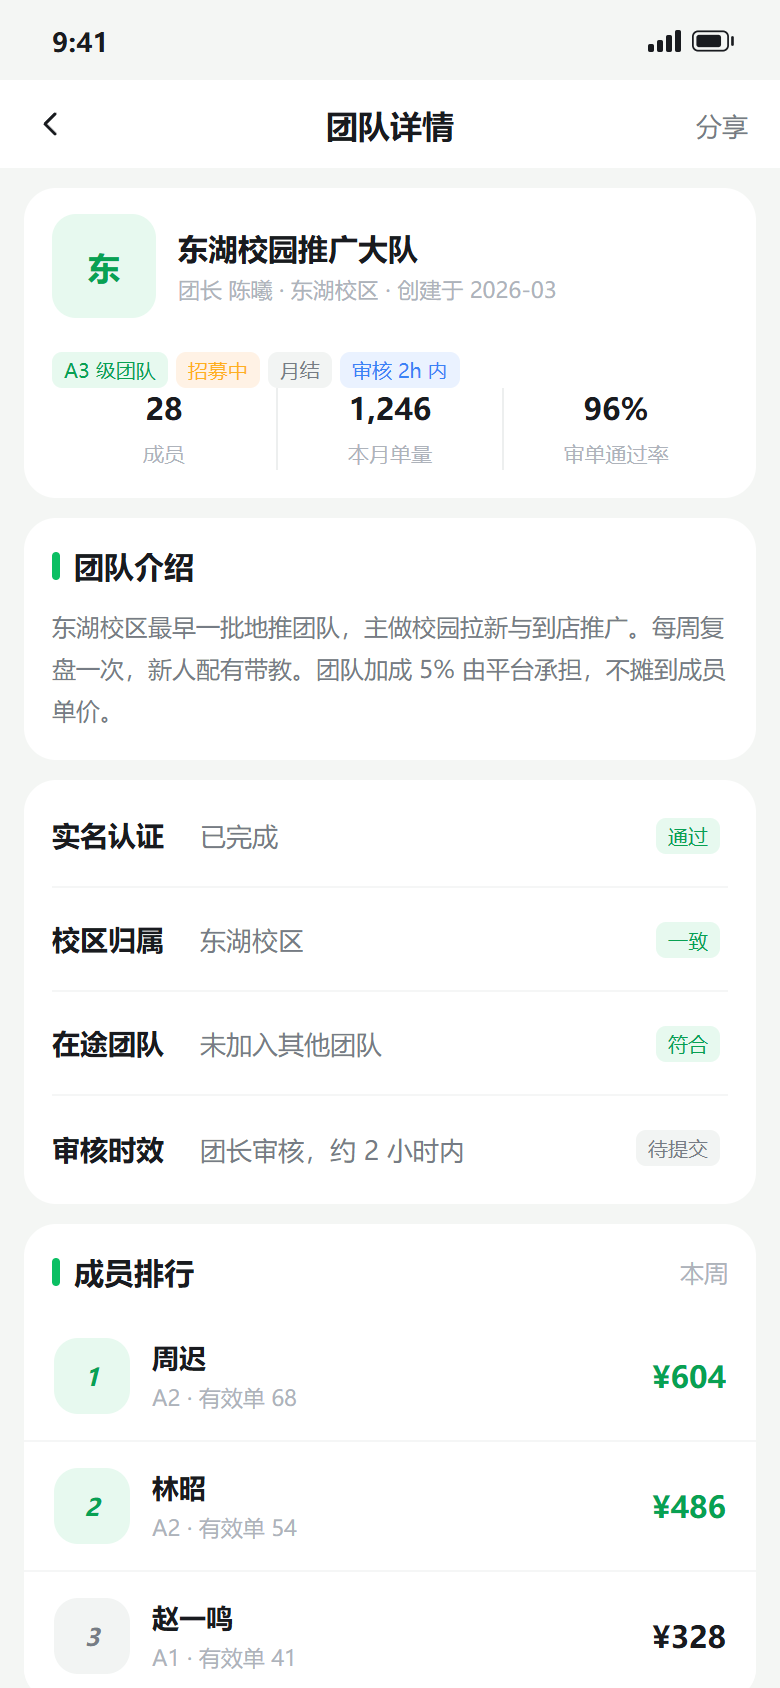 9:41
团队详情
分享
东
东湖校园推广大队
团长 陈曦 · 东湖校区 · 创建于 2026-03
A3 级团队 招募中 月结 审核 2h 内
28 1,246 96%
成员 本月单量 审单通过率
团队介绍
东湖校区最早一批地推团队，主做校园拉新与到店推广。每周复
盘一次，新人配有带教。团队加成 5% 由平台承担，不摊到成员
单价。
实名认证 已完成 通过
校区归属 东湖校区 一致
在途团队 未加入其他团队 符合
审核时效 团长审核，约 2 小时内 待提交
成员排行 本周
1
周迟
A2 · 有效单 68
¥604
2
林昭
A2 · 有效单 54
¥486
3
赵一鸣
A1 · 有效单 41
¥328